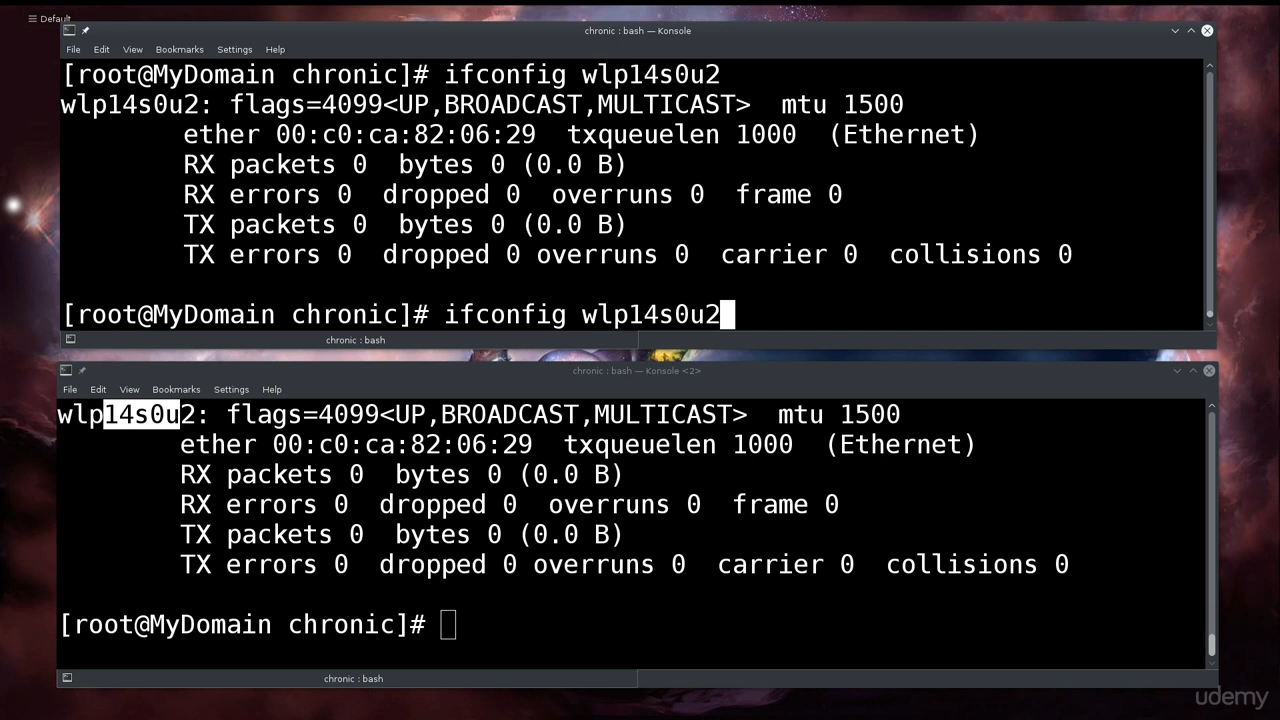 Default
chronic : bash — Konsole
File Edit View Bookmarks Settings Help
[root@MyDomain chronic]# ifconfig wlp14s0u2
wlp14s0u2: flags=4099<UP,BROADCAST,MULTICAST>  mtu 1500
        ether 00:c0:ca:82:06:29  txqueuelen 1000  (Ethernet)
        RX packets 0  bytes 0 (0.0 B)
        RX errors 0  dropped 0  overruns 0  frame 0
        TX packets 0  bytes 0 (0.0 B)
        TX errors 0  dropped 0 overruns 0  carrier 0  collisions 0
[root@MyDomain chronic]# ifconfig wlp14s0u2
chronic : bash
chronic : bash — Konsole <2>
File Edit View Bookmarks Settings Help
wlp14s0u2: flags=4099<UP,BROADCAST,MULTICAST>  mtu 1500
        ether 00:c0:ca:82:06:29  txqueuelen 1000  (Ethernet)
        RX packets 0  bytes 0 (0.0 B)
        RX errors 0  dropped 0  overruns 0  frame 0
        TX packets 0  bytes 0 (0.0 B)
        TX errors 0  dropped 0 overruns 0  carrier 0  collisions 0
[root@MyDomain chronic]#
chronic : bash
udemy